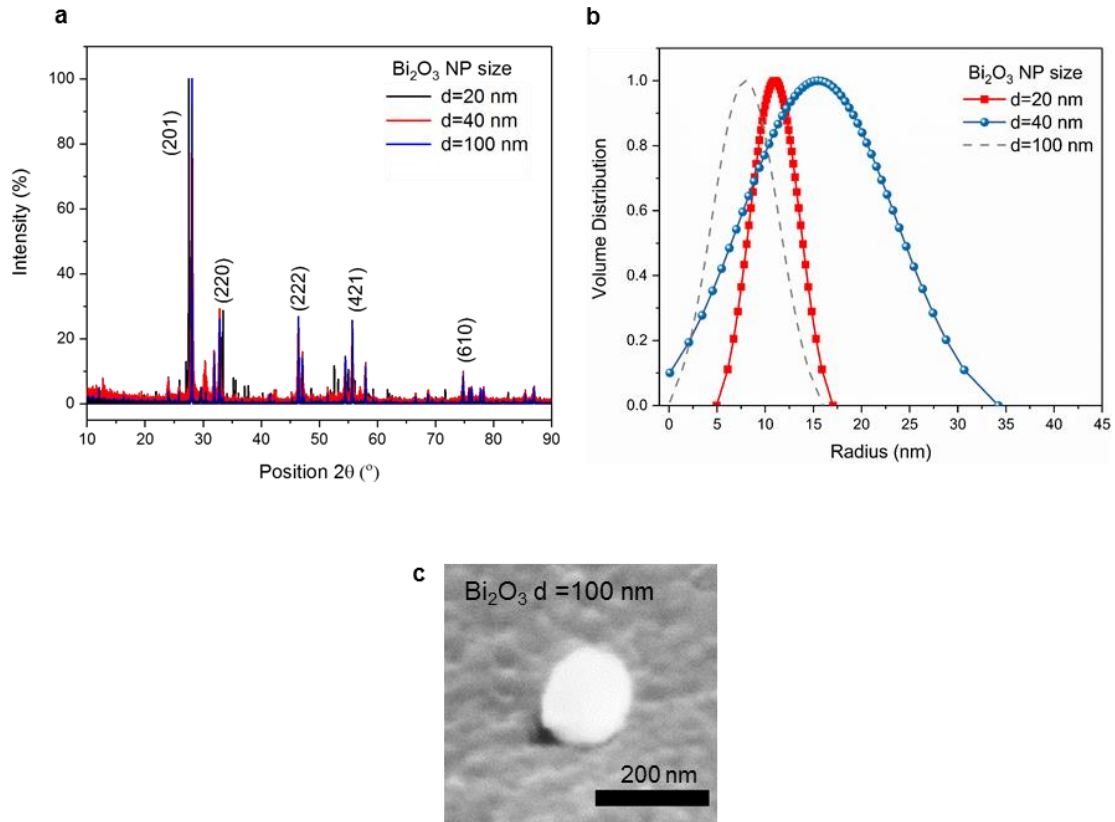 a
Bi₂O₃ NP size
d=20 nm
d=40 nm
d=100 nm
(201)
(220)
(222)
(421)
(610)
Intensity (%)
100
80
60
40
20
0
10 20 30 40 50 60 70 80 90
Position 2θ (°)
b
Bi₂O₃ NP size
d=20 nm
d=40 nm
d=100 nm
Volume Distribution
1.0
0.8
0.6
0.4
0.2
0.0
0 5 10 15 20 25 30 35 40 45
Radius (nm)
c
Bi₂O₃ d =100 nm
200 nm